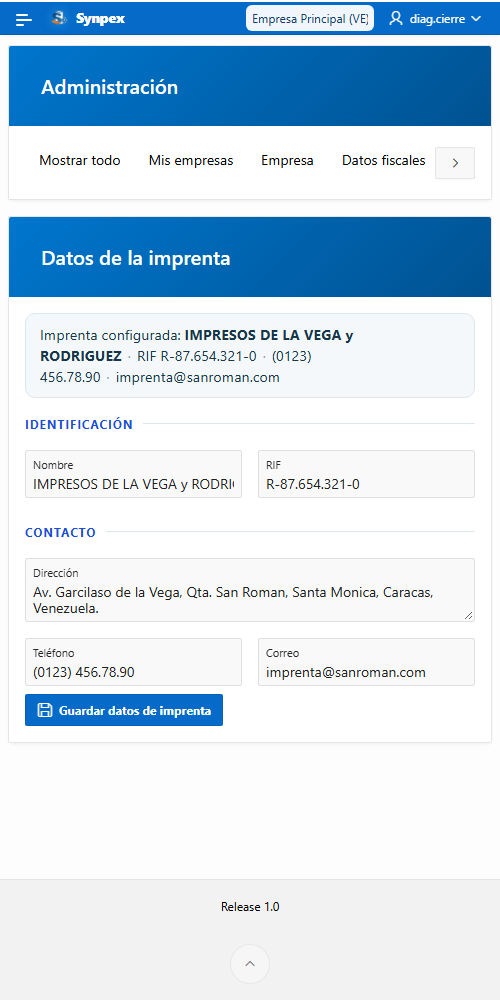 Synpex
Empresa Principal (VE)
diag.cierre
Administración
Mostrar todo
Mis empresas
Empresa
Datos fiscales
Datos de la imprenta
Imprenta configurada: IMPRESOS DE LA VEGA y
RODRIGUEZ · RIF R-87.654.321-0 · (0123)
456.78.90 · imprenta@sanroman.com
IDENTIFICACIÓN
Nombre
IMPRESOS DE LA VEGA y RODRI
RIF
R-87.654.321-0
CONTACTO
Dirección
Av. Garcilaso de la Vega, Qta. San Roman, Santa Monica, Caracas,
Venezuela.
Teléfono
(0123) 456.78.90
Correo
imprenta@sanroman.com
Guardar datos de imprenta
Release 1.0